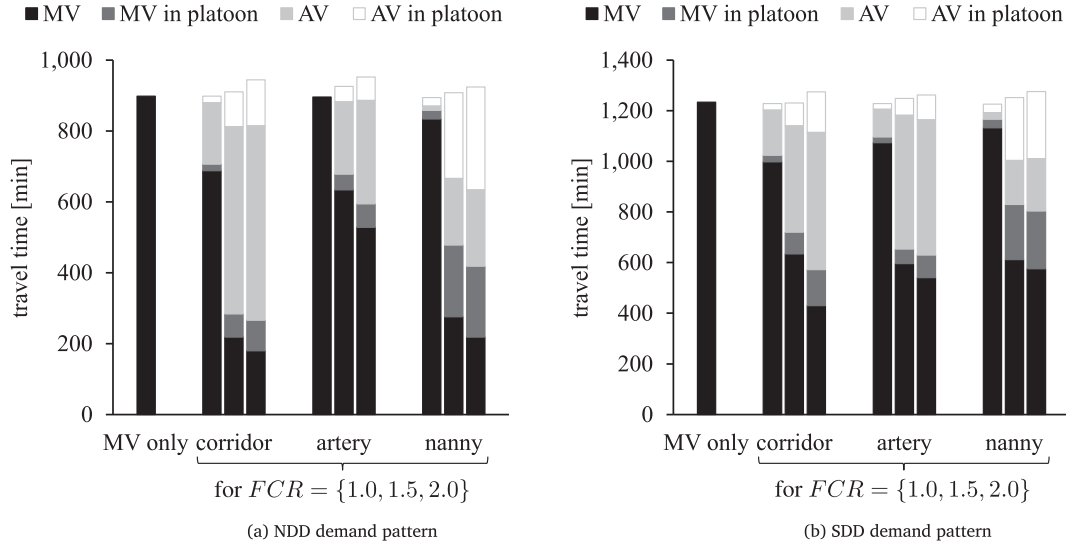 MV MV in platoon AV AV in platoon
travel time [min]
1,000
800
600
400
200
0
MV only corridor artery nanny
for FCR = {1.0, 1.5, 2.0}
(a) NDD demand pattern
MV MV in platoon AV AV in platoon
travel time [min]
1,400
1,200
1,000
800
600
400
200
0
MV only corridor artery nanny
for FCR = {1.0, 1.5, 2.0}
(b) SDD demand pattern